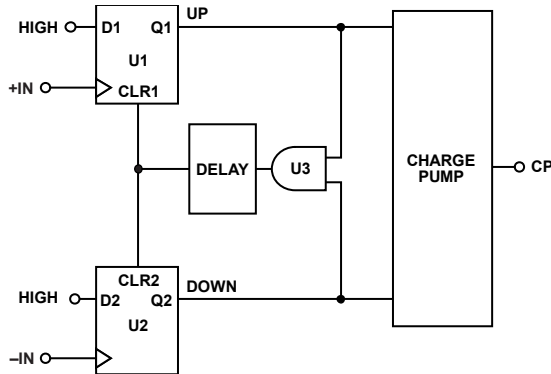 HIGH
D1
Q1
UP
U1
+IN
CLR1
DELAY
U3
CHARGE
PUMP
CP
CLR2
HIGH
D2
Q2
DOWN
U2
–IN